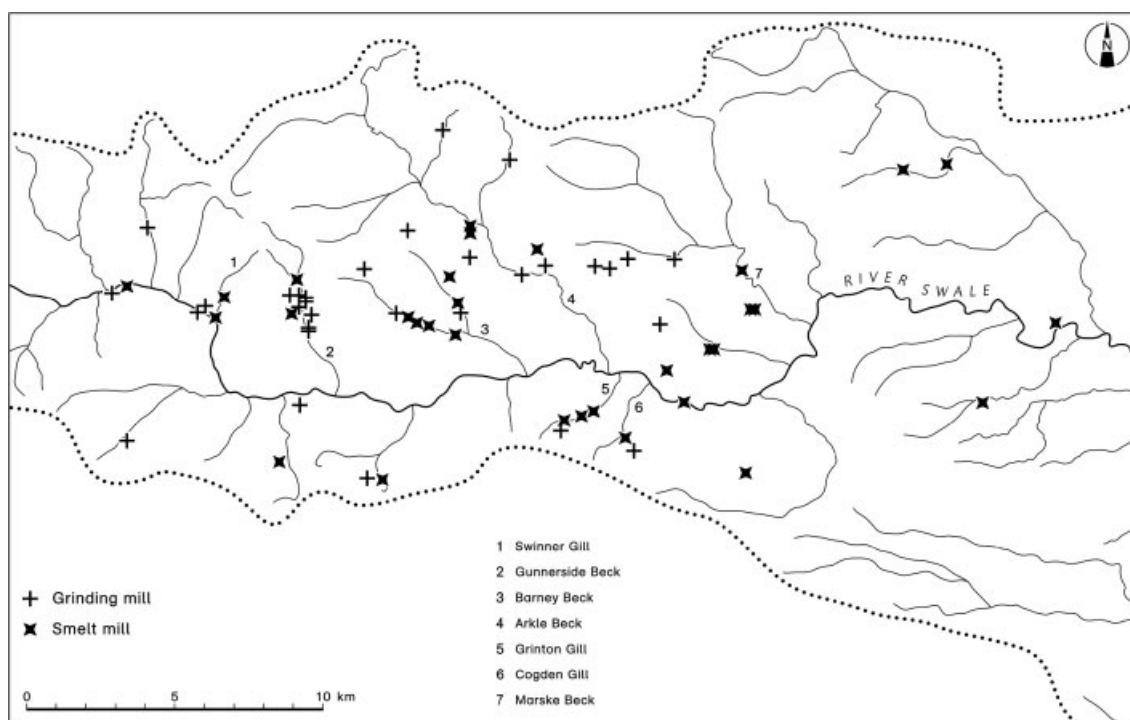 N
1
2
3
4
5
6
7
RIVER SWALE
1 Swinner Gill
2 Gunnerside Beck
3 Barney Beck
4 Arkle Beck
5 Grinton Gill
6 Cogden Gill
7 Marske Beck
Grinding mill
Smelt mill
0 5 10 km